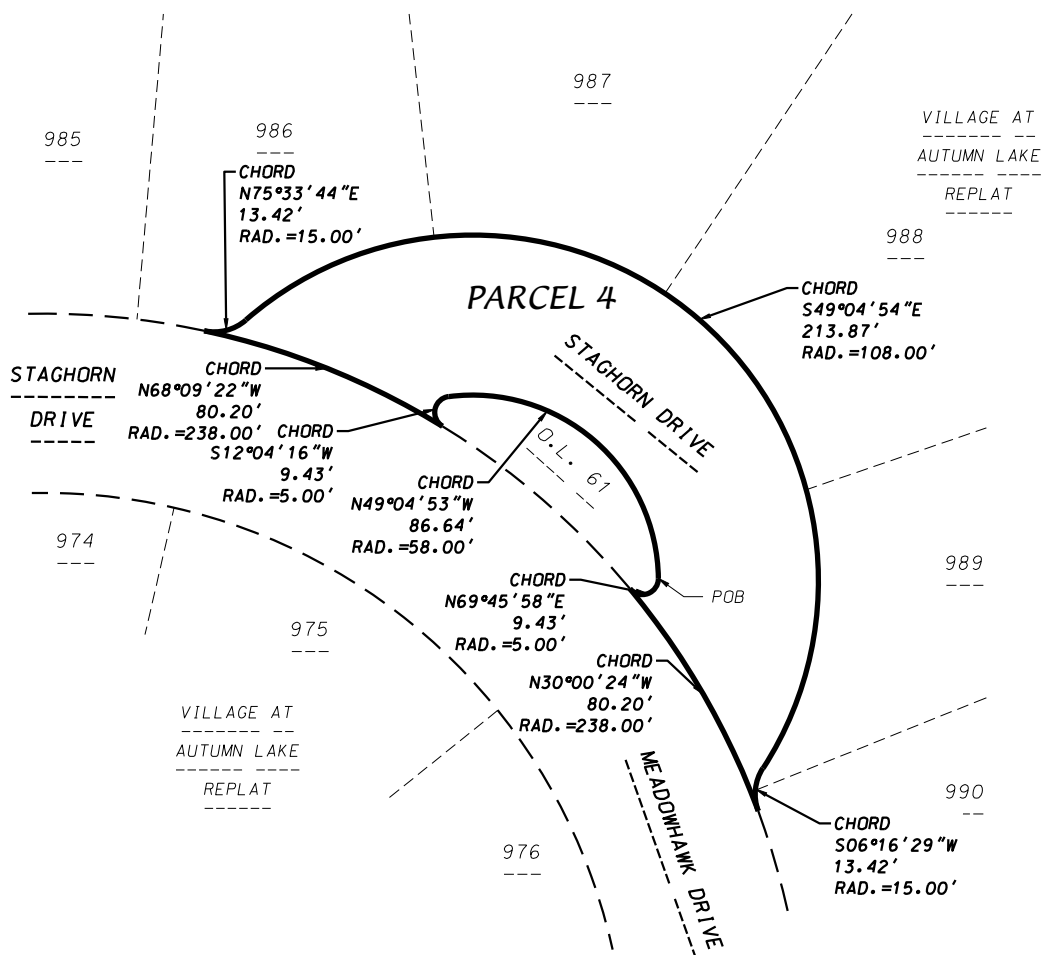 987
985
986
VILLAGE AT
AUTUMN LAKE
REPLAT
CHORD
N75°33'44"E
13.42'
RAD.=15.00'
988
PARCEL 4
CHORD
S49°04'54"E
213.87'
RAD.=108.00'
STAGHORN
DRIVE
CHORD
N68°09'22"W
80.20'
RAD.=238.00'
STAGHORN DRIVE
CHORD
S12°04'16"W
9.43'
RAD.=5.00'
O.L. 61
CHORD
N49°04'53"W
86.64'
RAD.=58.00'
974
989
CHORD
N69°45'58"E
9.43'
RAD.=5.00'
POB
975
CHORD
N30°00'24"W
80.20'
RAD.=238.00'
VILLAGE AT
AUTUMN LAKE
REPLAT
MEADOWHAWK DRIVE
990
CHORD
S06°16'29"W
13.42'
RAD.=15.00'
976